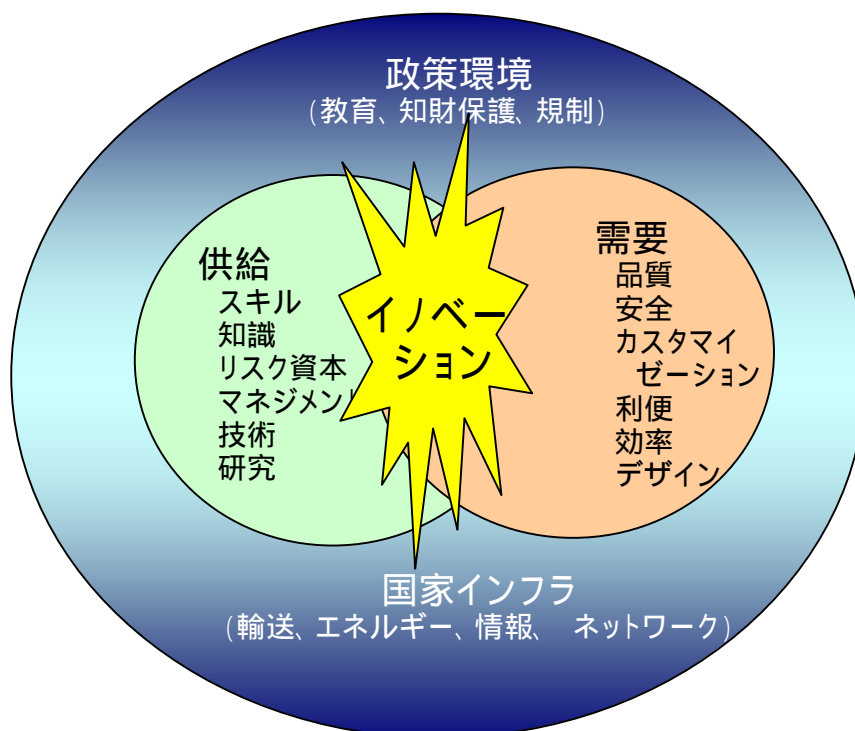 政策環境
(教育、知財保護、規制)
供給
スキル
知識
リスク資本
マネジメント
技術
研究
イノベー
ション
需要
品質
安全
カスタマイ
ゼーション
利便
効率
デザイン
国家インフラ
(輸送、エネルギー、情報、 ネットワーク)